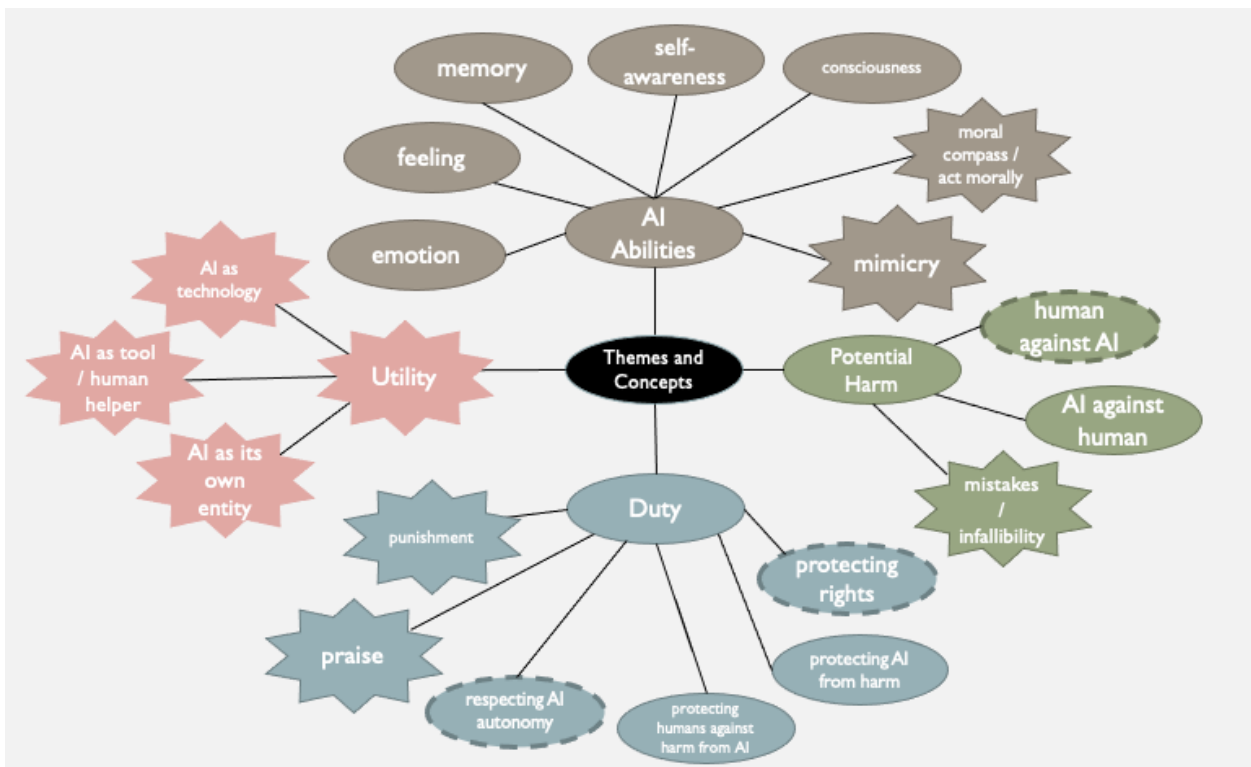 memory
self-
awareness
consciousness
moral
compass /
act morally
feeling
AI
Abilities
emotion
mimicry
AI as
technology
human
against AI
AI as tool
/ human
helper
Utility
Themes and
Concepts
Potential
Harm
AI against
human
AI as its
own
entity
punishment
Duty
mistakes
/
infallibility
protecting
rights
praise
respecting AI
autonomy
protecting
humans against
harm from AI
protecting AI
from harm